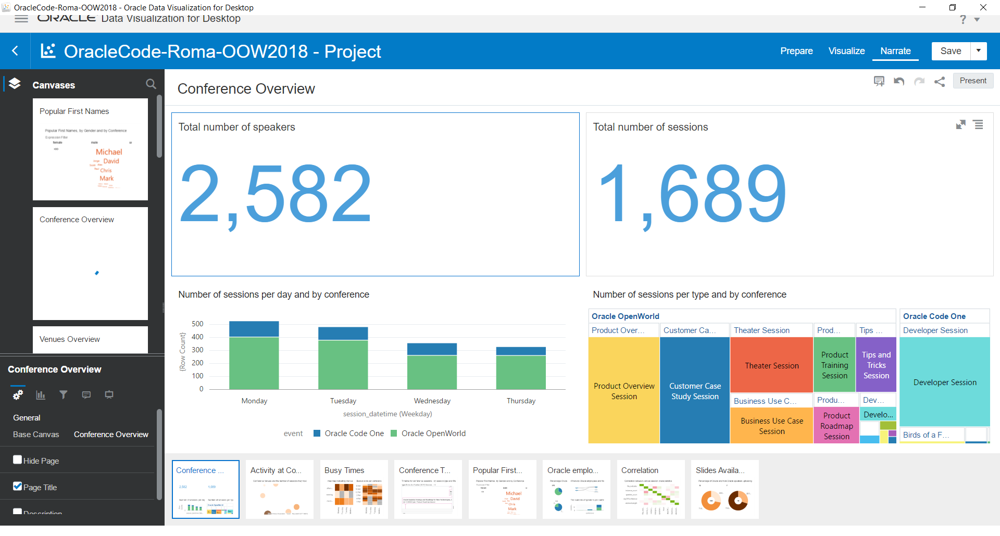 OracleCode-Roma-OOW2018 - Oracle Data Visualization for Desktop
ORACLE Data Visualization for Desktop
?
OracleCode-Roma-OOW2018 - Project
Prepare Visualize Narrate Save
Canvases
Conference Overview
Present
Popular First Names
Popular First Names, by Gender and by Conference
Expression Filter
female male
Michael
David
Chris
Mark
Conference Overview
Venues Overview
Total number of speakers
2,582
Total number of sessions
1,689
Number of sessions per day and by conference
{Row Count}
500
400
300
200
100
0
Monday Tuesday Wednesday Thursday
session_datetime (Weekday)
event Oracle Code One Oracle OpenWorld
Number of sessions per type and by conference
Oracle OpenWorld Oracle Code One
Product Over... Customer Ca... Theater Session Prod... Tips ... Developer Session
Product Overview Session
Customer Case Study Session
Theater Session
Product Training Session
Tips and Tricks Session
Developer Session
Business Use C... Produ... Dev...
Business Use Case Session
Product Roadmap Session
Develo...
Birds of a F...
Conference Overview
General
Base Canvas Conference Overview
Hide Page
Page Title
Description
Conference ... Activity at Co... Busy Times Conference T... Popular First... Oracle emplo... Correlation Slides Availa...
2,582 1,689
Michael
David
Chris
Mark